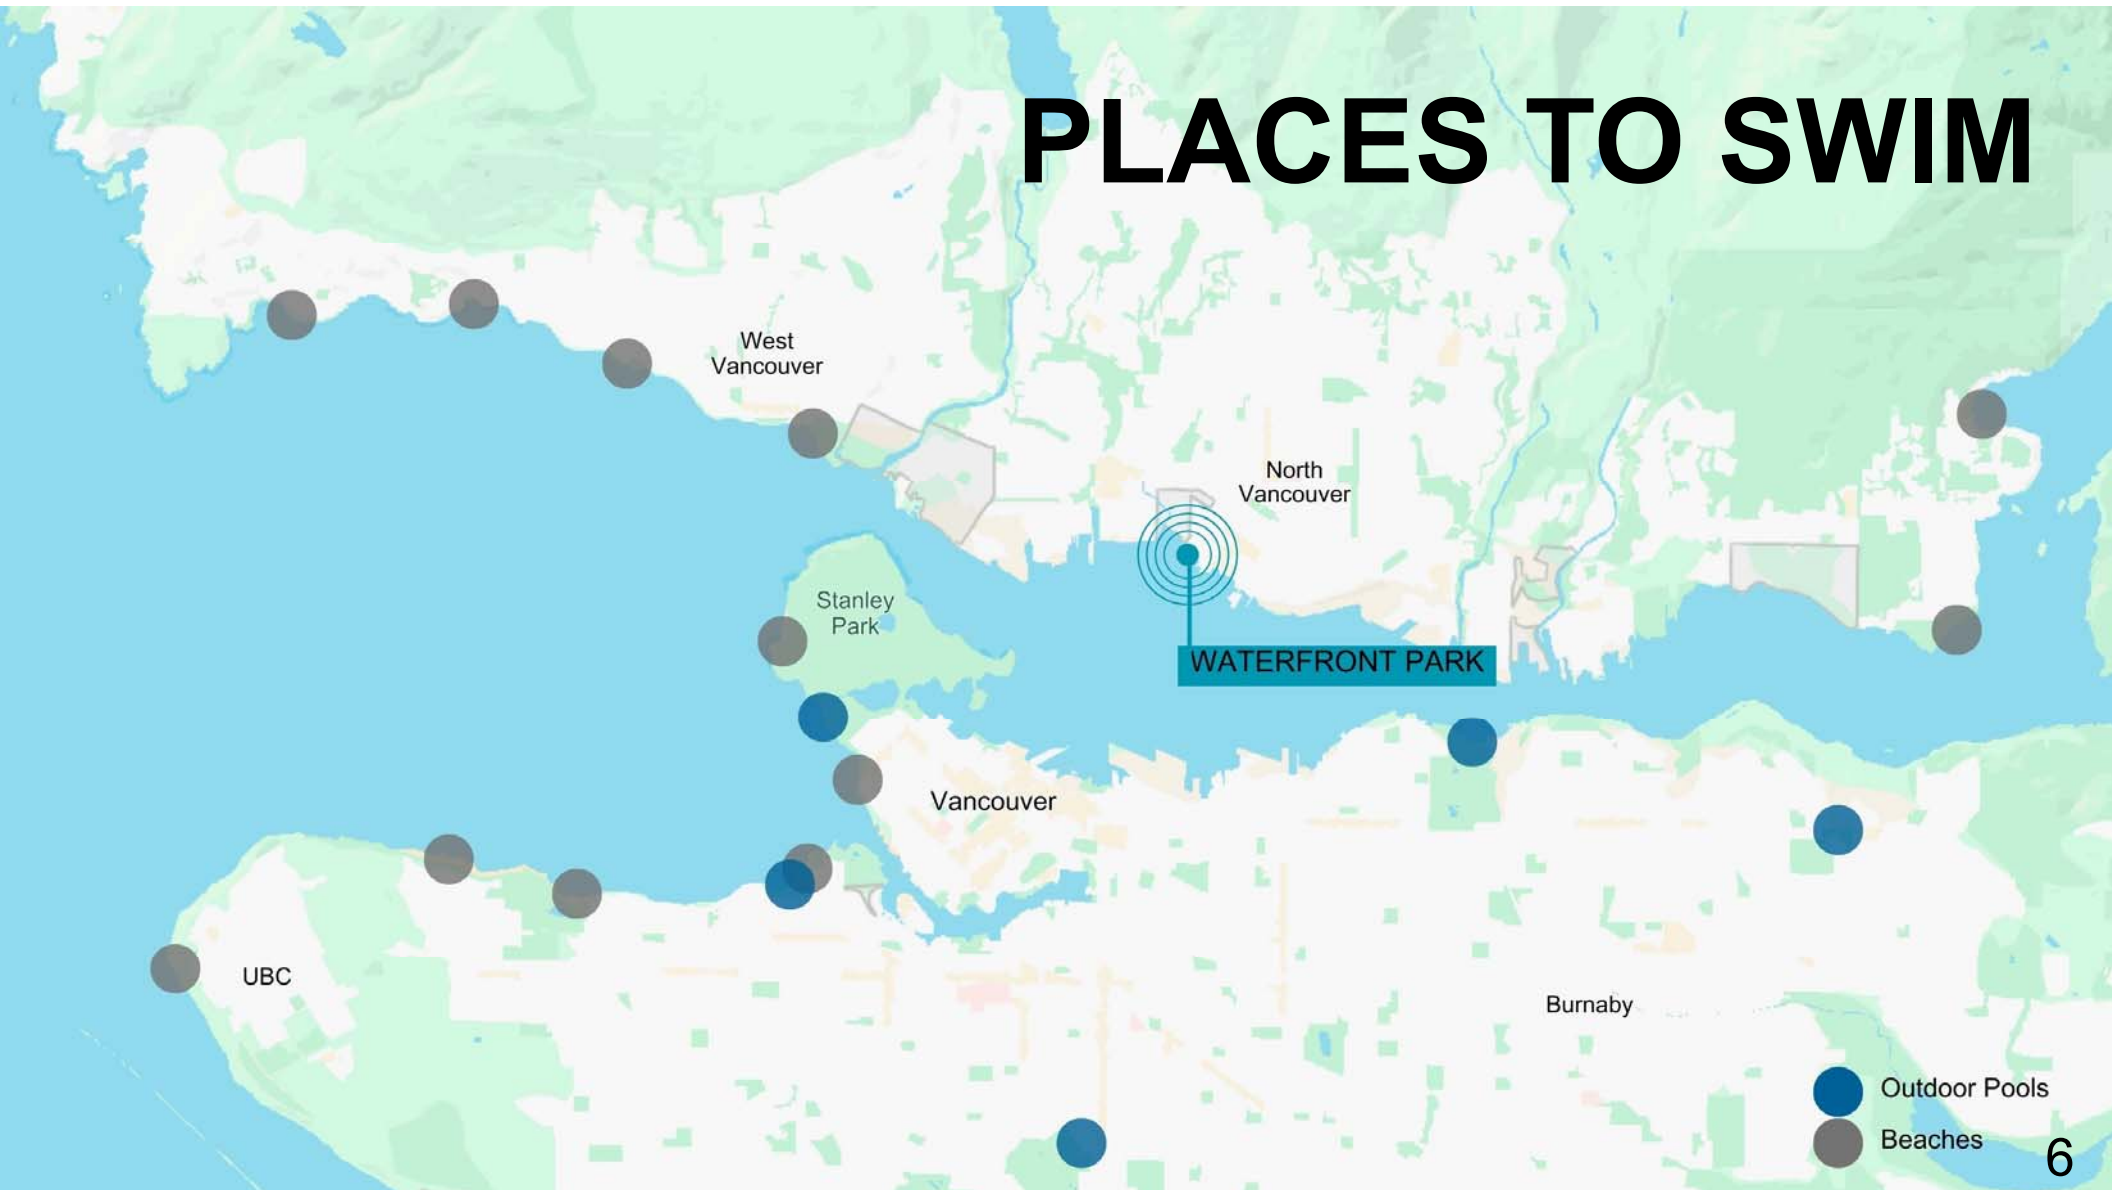 PLACES TO SWIM
West
Vancouver
North
Vancouver
Stanley
Park
WATERFRONT PARK
Vancouver
UBC
Burnaby
Outdoor Pools
Beaches
6